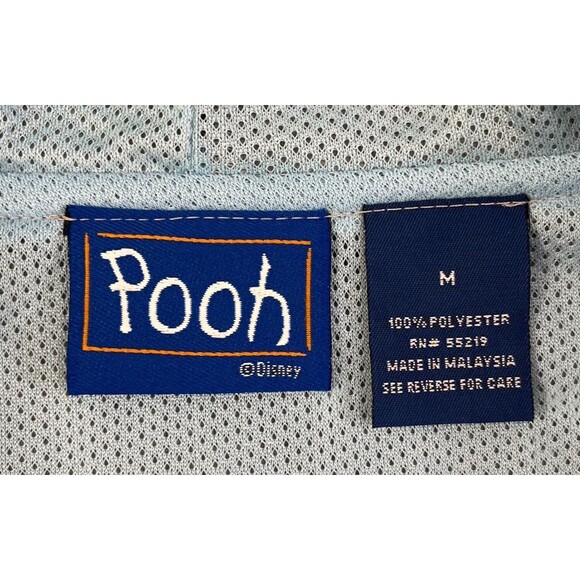 Pooh
©Disney
M
100% POLYESTER
RN# 55219
MADE IN MALAYSIA
SEE REVERSE FOR CARE